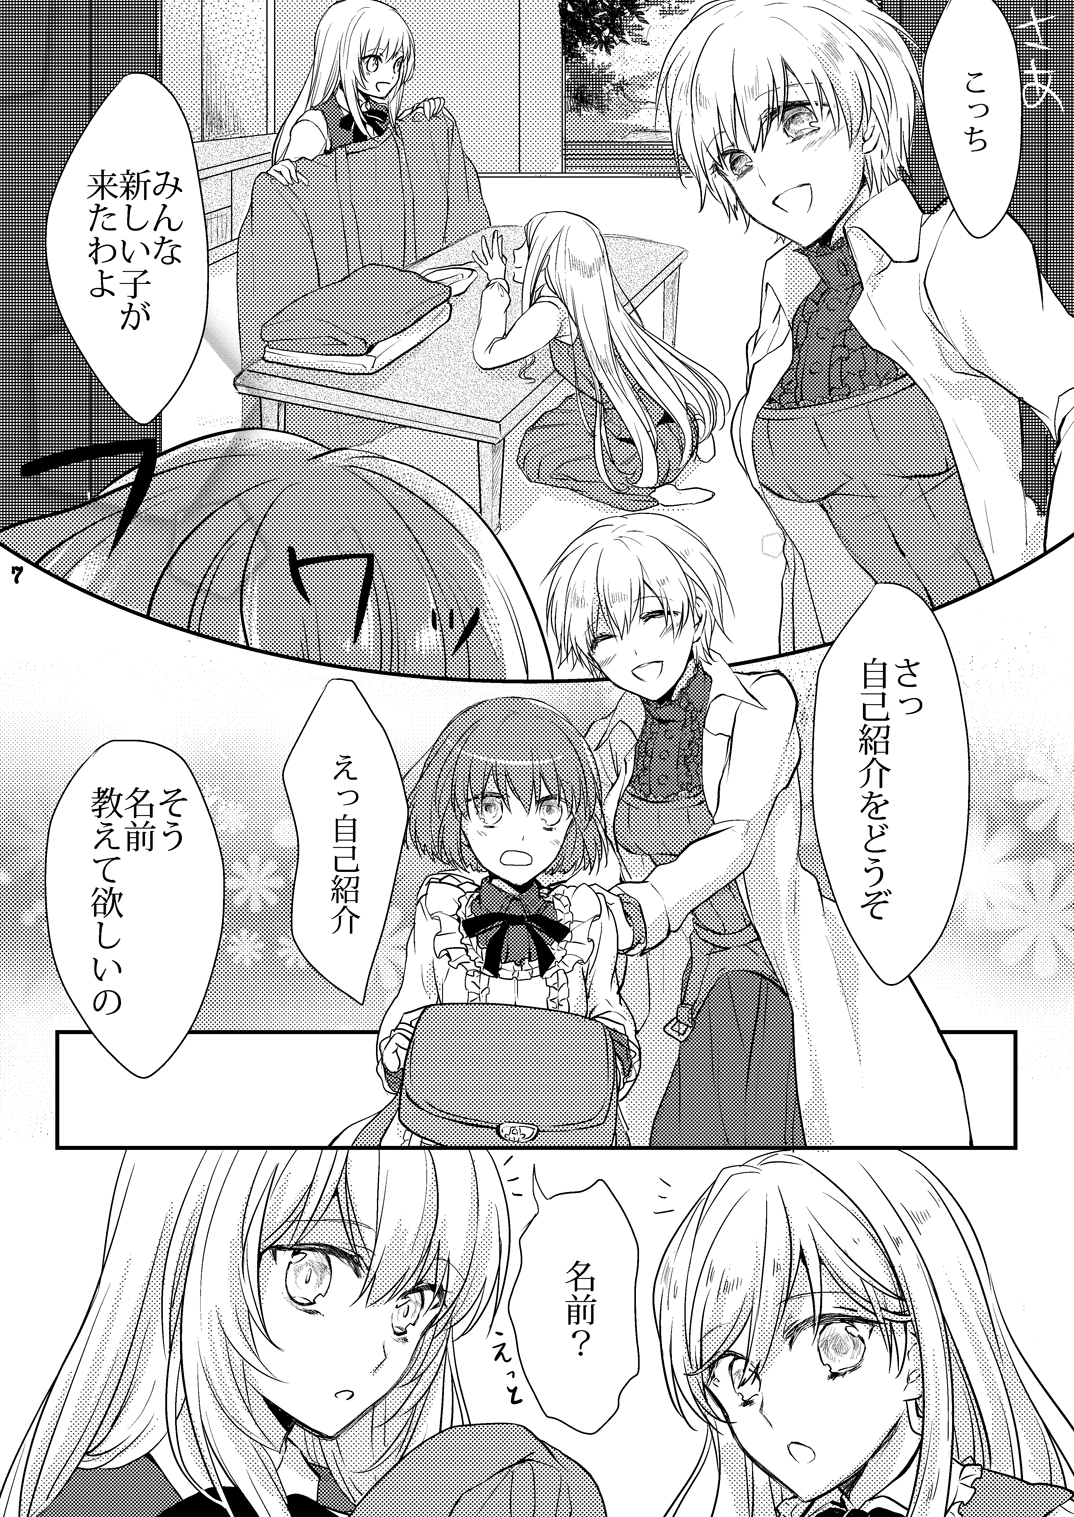 さあ
こっち
みんな
新しい子が
来たわよ
フワッ
7
さっ
自己紹介をどうぞ
えっ自己紹介
そう
名前
教えて欲しいの
名前？
えっと